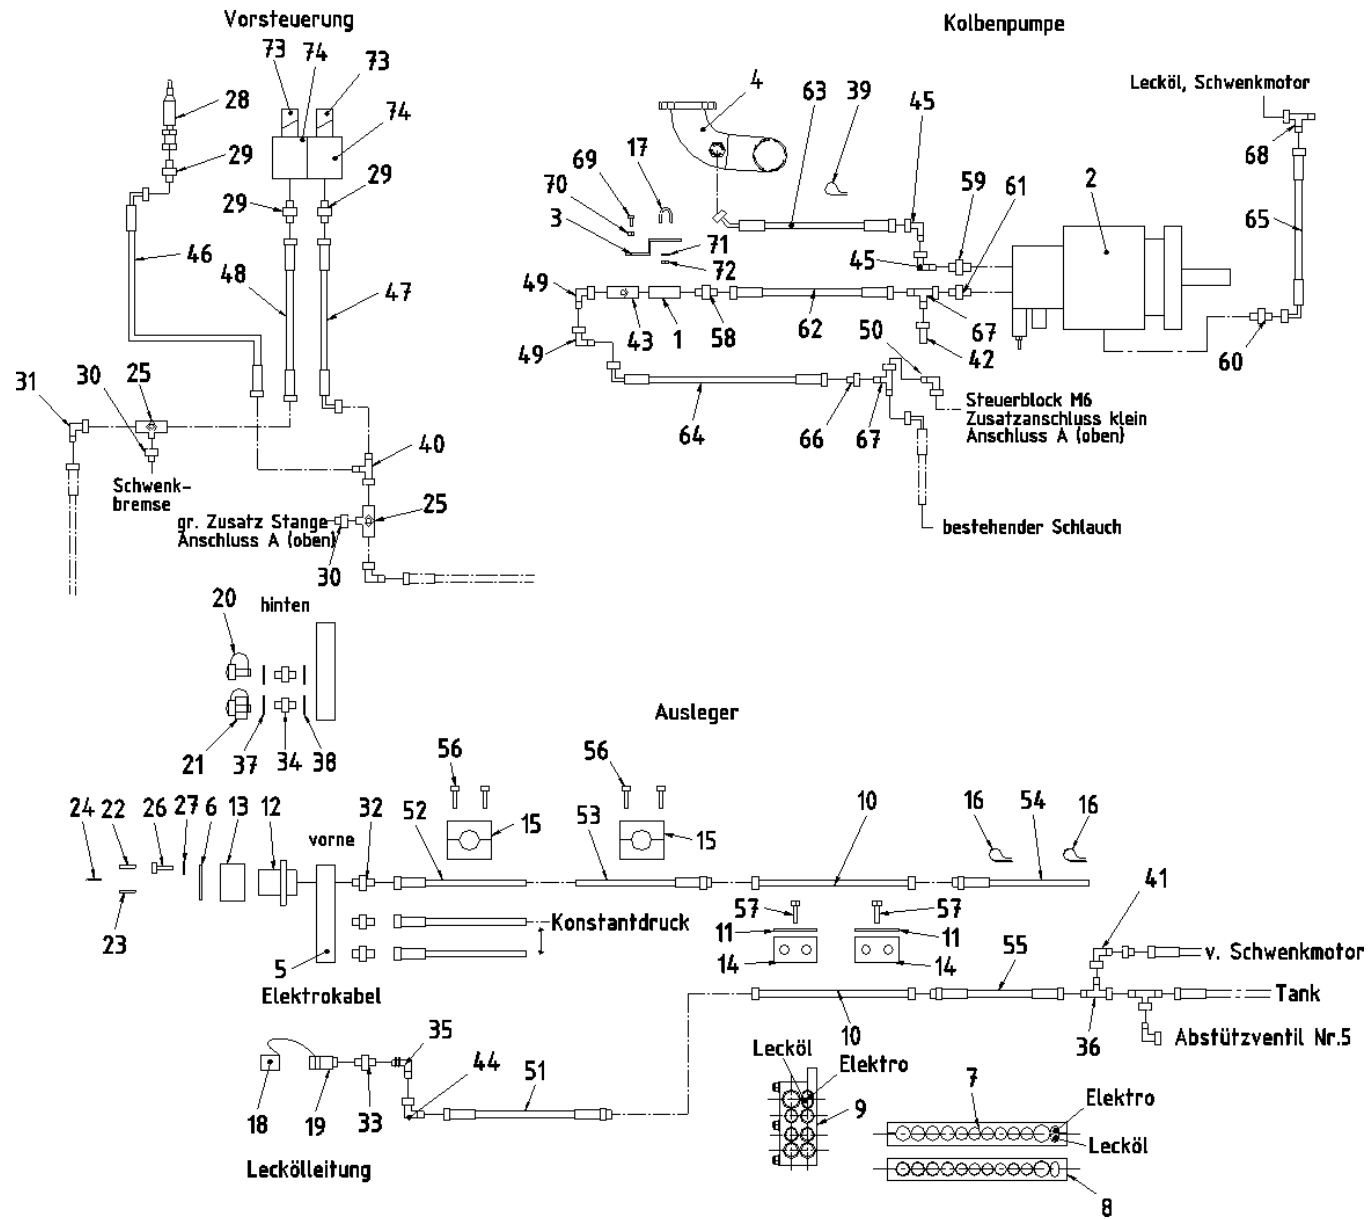 Vorsteuerung
Kolbenpumpe
73 74 73
28
74
29
29
29
46
48
47
31 30 25
40
Schwenk-
bremse
gr. Zusatz Stange
Anschluss A (oben)
25
30
4 63 39 45
Lecköl, Schwenkmotor
68
17
69
70
3
71
72
59 61 2
65
45
49
43 1 58 62 67
42
49
50
60
Steuerblock M6
Zusatzanschluss klein
Anschluss A (oben)
64 66 67
bestehender Schlauch
20 hinten
21 37 34 38
Ausleger
56 56
24 22 26 27 6 13 12 vorne 32 52 15 53 15 10 16 54 16
23
41
57 57
Konstantdruck
11 11
14 14
5
55
v. Schwenkmotor
Elektrokabel
Tank
10
36
Abstützventil Nr.5
35
44
51
18 19 33
Leckölleitung
Lecköl
Elektro
9
7
Elektro
Lecköl
8